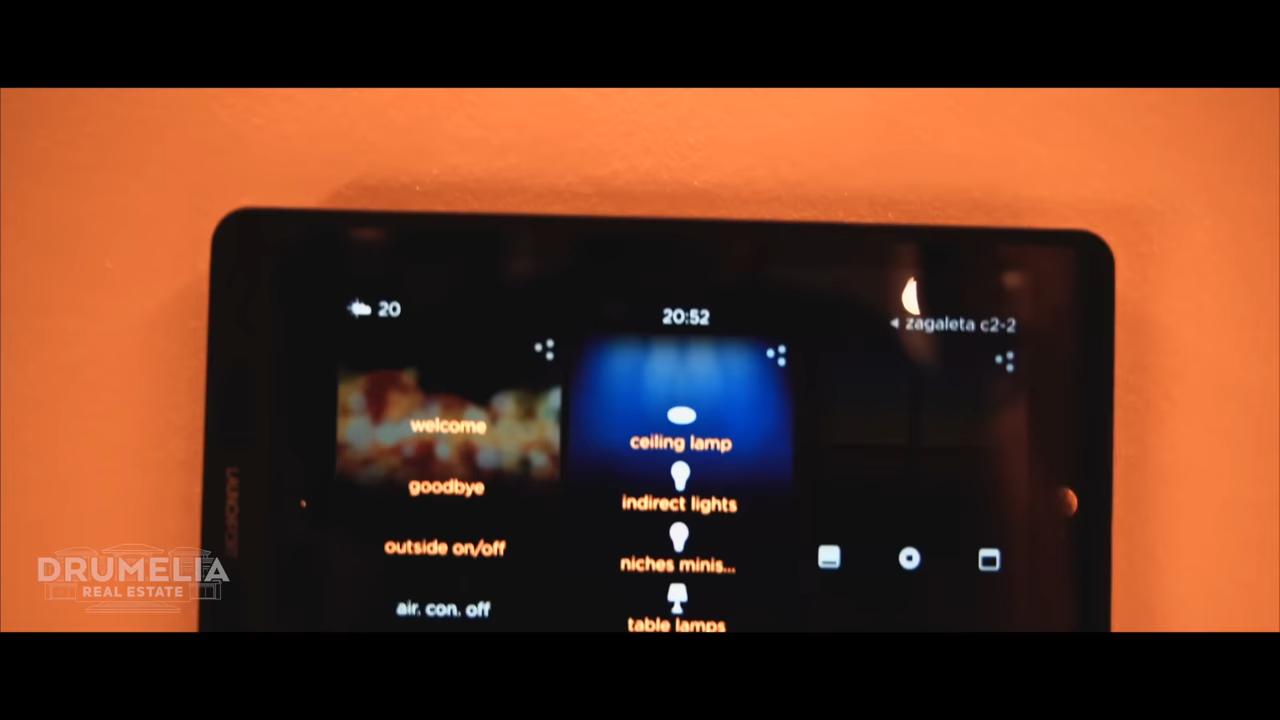 20
20:52
zagaleta c2-2
welcome
goodbye
outside on/off
air. con. off
ceiling lamp
indirect lights
niches minis...
table lamps
DRUMELIA
REAL ESTATE